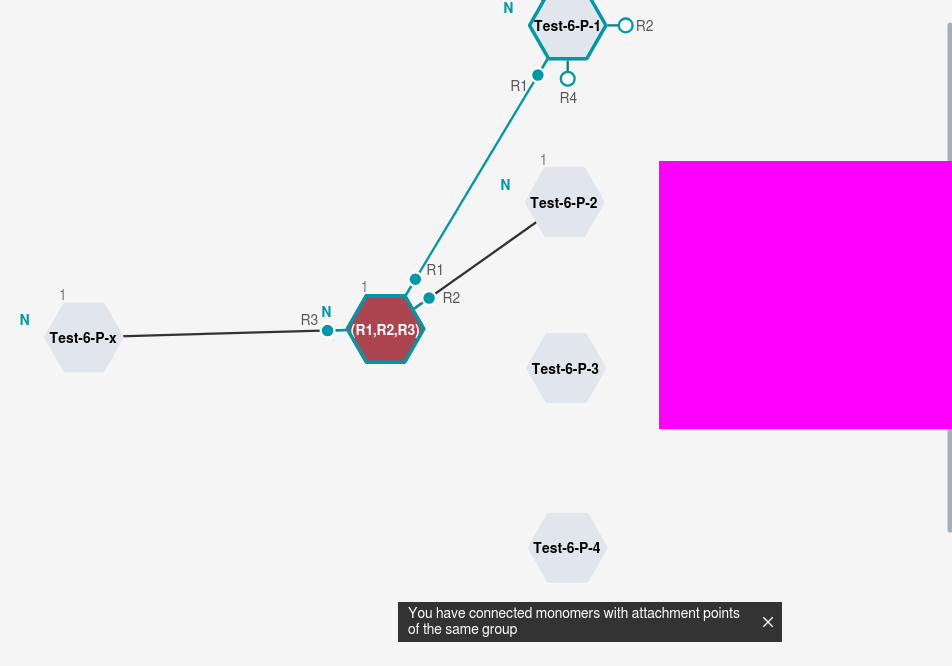 N
Test-6-P-1
R2
R1
R4
1
N
Test-6-P-2
R1
R2
1
N
R3
(R1,R2,R3)
1
N
Test-6-P-x
Test-6-P-3
Test-6-P-4
You have connected monomers with attachment points
of the same group